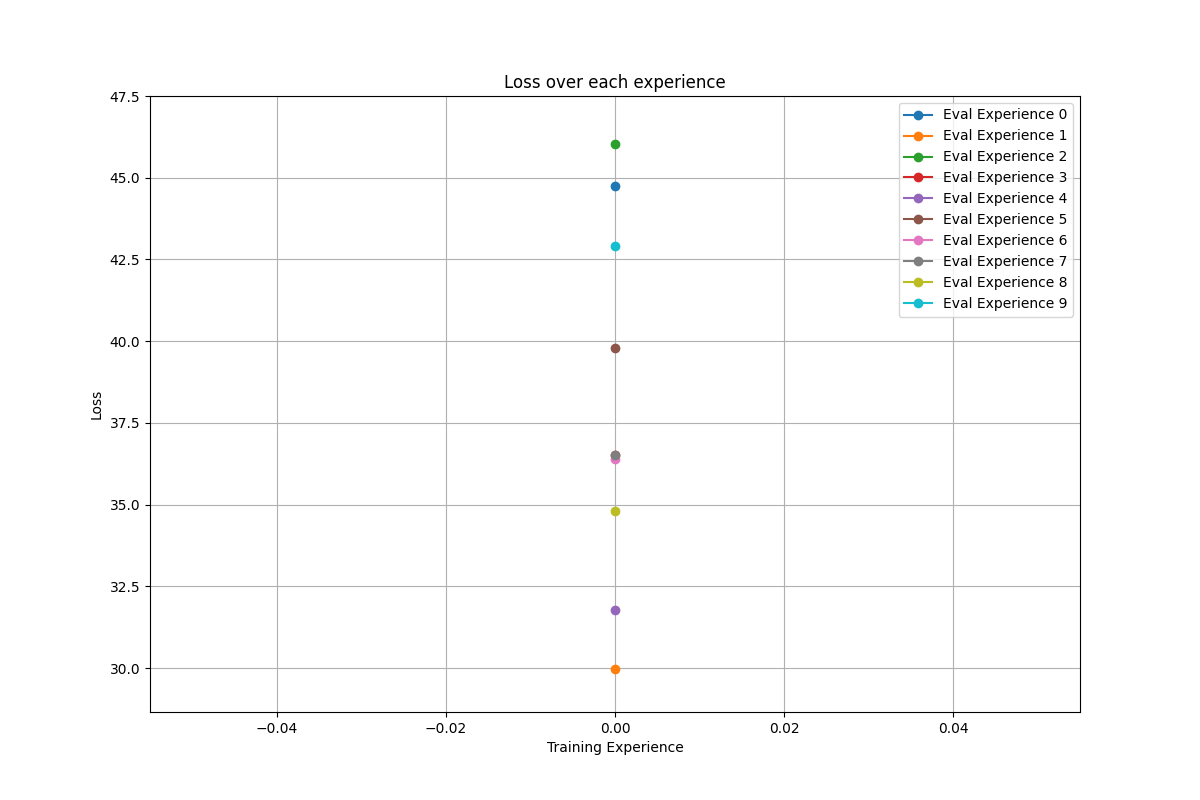 Loss over each experience
47.5
45.0
42.5
40.0
37.5
35.0
32.5
30.0
Loss
Eval Experience 0
Eval Experience 1
Eval Experience 2
Eval Experience 3
Eval Experience 4
Eval Experience 5
Eval Experience 6
Eval Experience 7
Eval Experience 8
Eval Experience 9
−0.04 −0.02 0.00 0.02 0.04
Training Experience